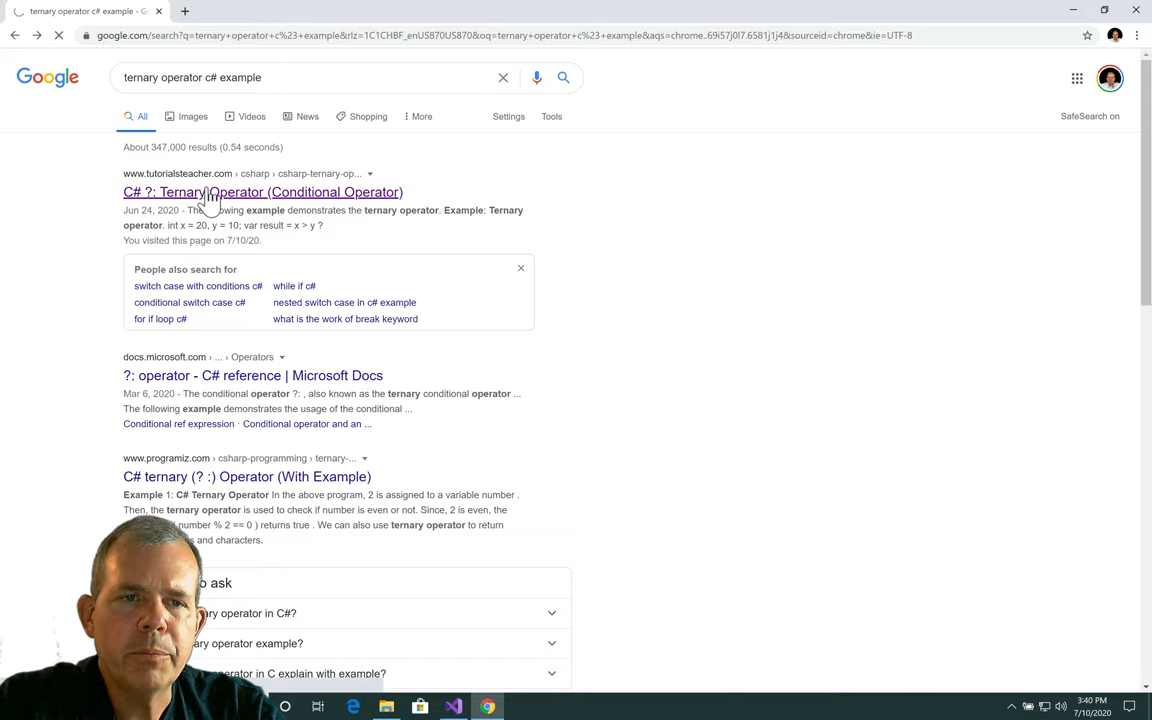 ternary operator c# example - Go
google.com/search?q=ternary+operator+c%23+example&rlz=1C1CHBF_enUS870US870&oq=ternary+operator+c%23+example&aqs=chrome..69i57j0l7.6581j1j4&sourceid=chrome&ie=UTF-8
Google
ternary operator c# example
All Images Videos News Shopping More Settings Tools SafeSearch on
About 347,000 results (0.54 seconds)
www.tutorialsteacher.com › csharp › csharp-ternary-op...
C# ?: Ternary Operator (Conditional Operator)
Jun 24, 2020 - The following example demonstrates the ternary operator. Example: Ternary
operator. int x = 20, y = 10; var result = x > y ?
You visited this page on 7/10/20.
People also search for
switch case with conditions c# while if c#
conditional switch case c# nested switch case in c# example
for if loop c# what is the work of break keyword
docs.microsoft.com › ... › Operators
?: operator - C# reference | Microsoft Docs
Mar 6, 2020 - The conditional operator ?: , also known as the ternary conditional operator ...
The following example demonstrates the usage of the conditional ...
Conditional ref expression · Conditional operator and an ...
www.programiz.com › csharp-programming › ternary-...
C# ternary (? :) Operator (With Example)
Example 1: C# Ternary Operator In the above program, 2 is assigned to a variable number .
Then, the ternary operator is used to check if number is even or not. Since, 2 is even, the
number % 2 == 0 ) returns true . We can also use ternary operator to return
and characters.
ask
operator in C#?
operator example?
in C explain with example?
3:40 PM
7/10/2020